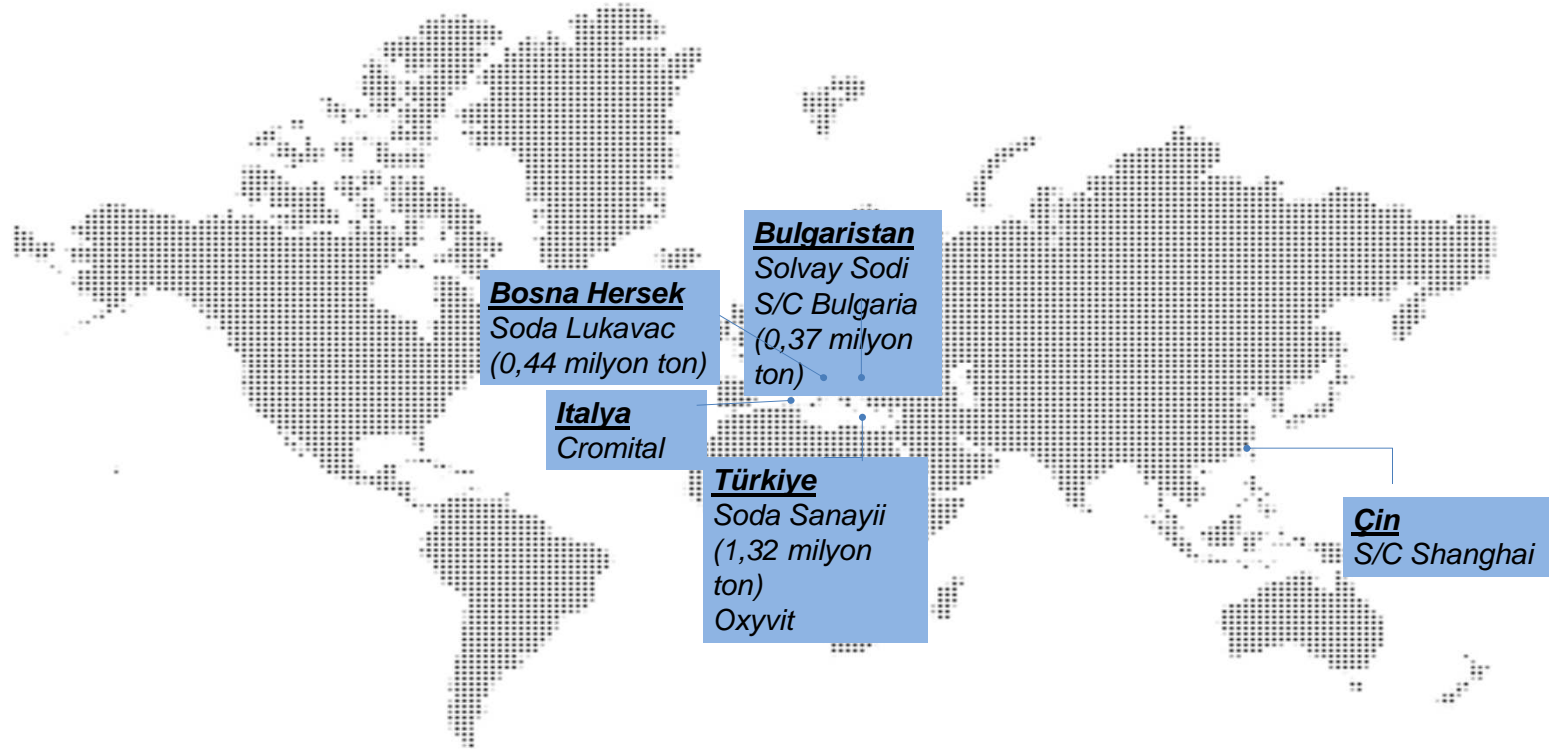 Bulgaristan
Solvay Sodi
S/C Bulgaria
(0,37 milyon
ton)
Bosna Hersek
Soda Lukavac
(0,44 milyon ton)
Italya
Cromital
Türkiye
Soda Sanayii
(1,32 milyon
ton)
Oxyvit
Çin
S/C Shanghai